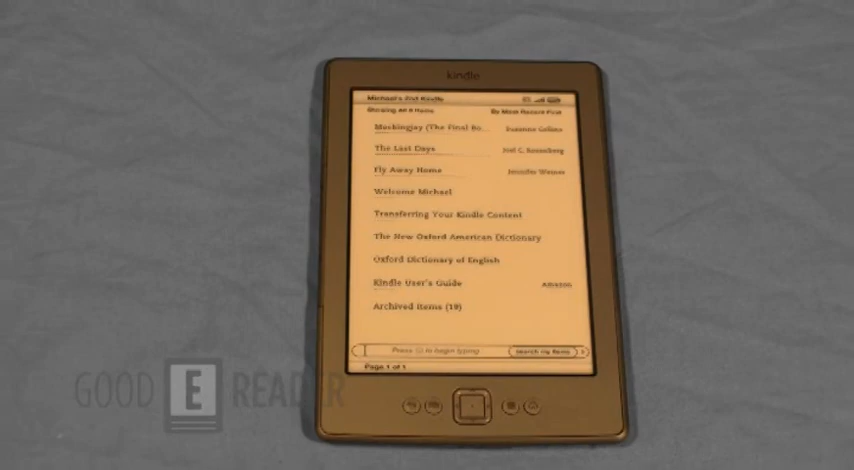 kindle
Michael's 2nd Kindle
Showing All 8 Items By Most Recent First
Mockingjay (The Final Bo... Suzanne Collins
The Last Days Joel C. Rosenberg
Fly Away Home Jennifer Weiner
Welcome Michael
Transferring Your Kindle Content
The New Oxford American Dictionary
Oxford Dictionary of English
Kindle User's Guide Amazon
Archived Items (19)
Press to begin typing search my items
Page 1 of 1
GOOD E READER